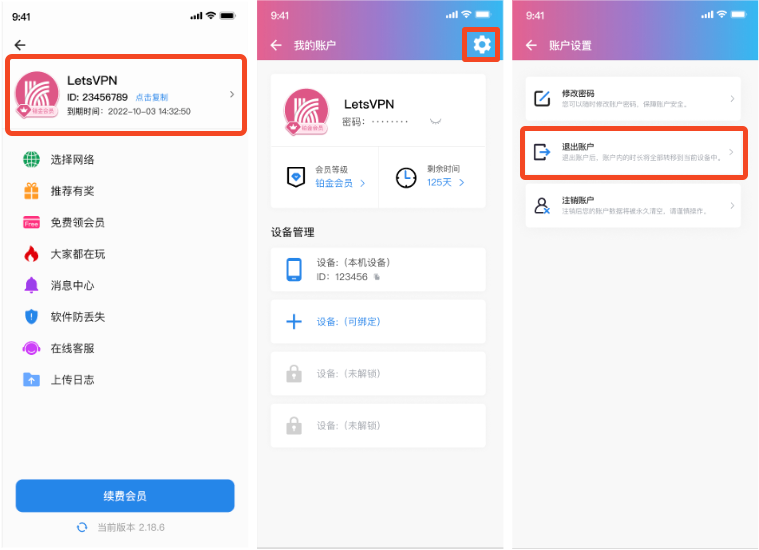 9:41
LetsVPN
ID: 23456789 点击复制
到期时间：2022-10-03 14:32:50
铂金会员
选择网络
推荐有奖
Free
免费领会员
大家都在玩
消息中心
软件防丢失
在线客服
上传日志
续费会员
当前版本 2.18.6
9:41
我的账户
LetsVPN
密码： ········
铂金会员
会员等级
铂金会员
剩余时间
125天
设备管理
设备:（本机设备）
ID: 123456
设备:（可绑定）
设备:（未解锁）
设备:（未解锁）
9:41
账户设置
修改密码
您可以随时修改账户密码，保障账户安全。
退出账户
退出账户后，账户内的时长将全部转移到当前设备中。
注销账户
注销后您的账户数据将被永久清空，请谨慎操作。